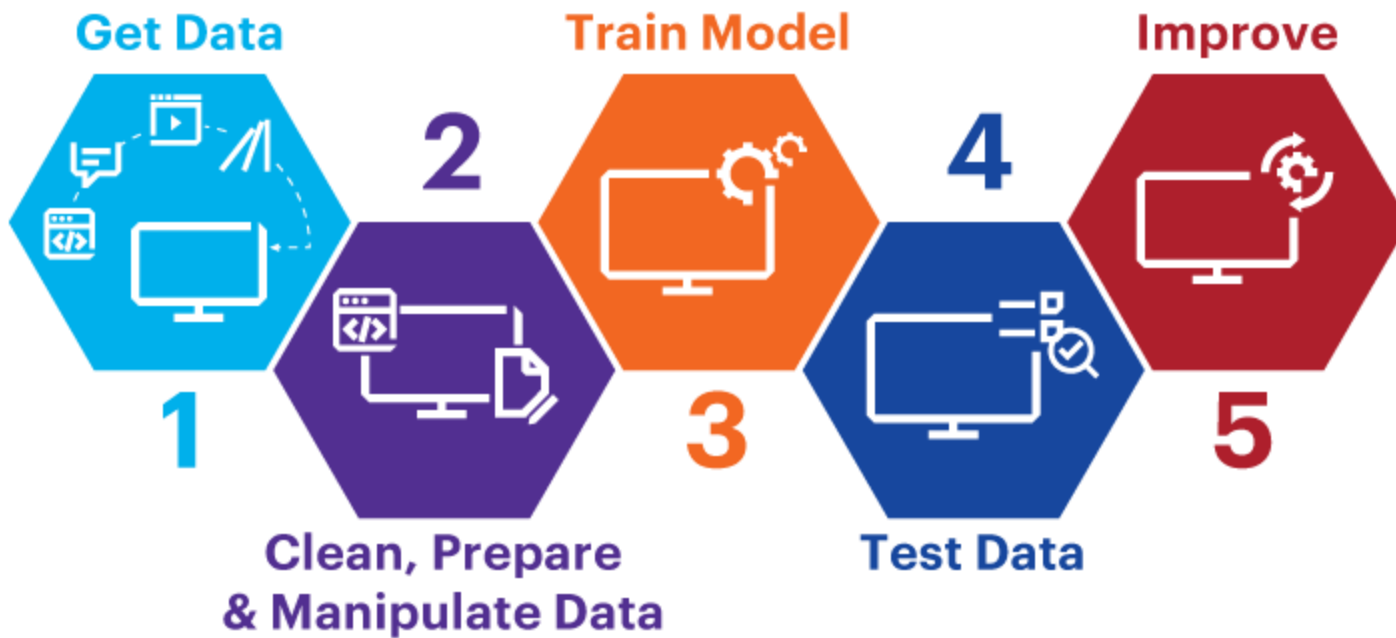 Get Data
1
2
Clean, Prepare
& Manipulate Data
Train Model
3
4
Test Data
Improve
5